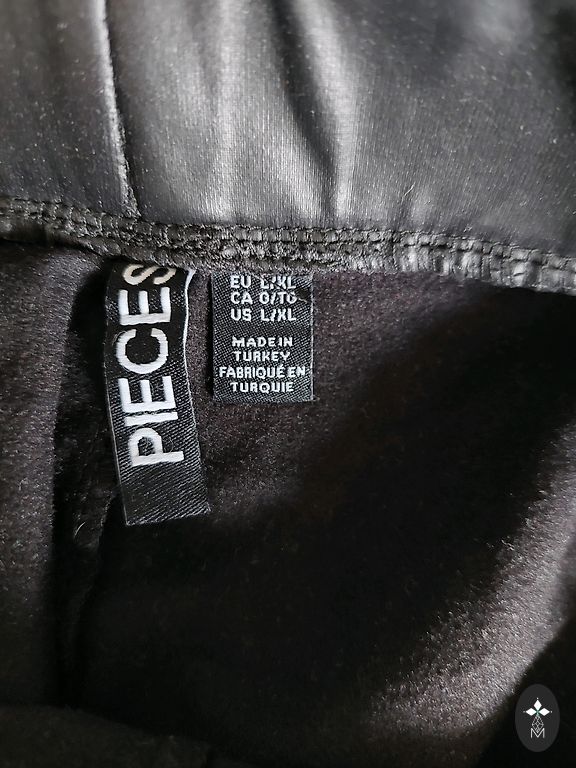 PIECES
EU L/XL
CA G/TG
US L/XL
MADE IN
TURKEY
FABRIQUÉ EN
TURQUIE
M